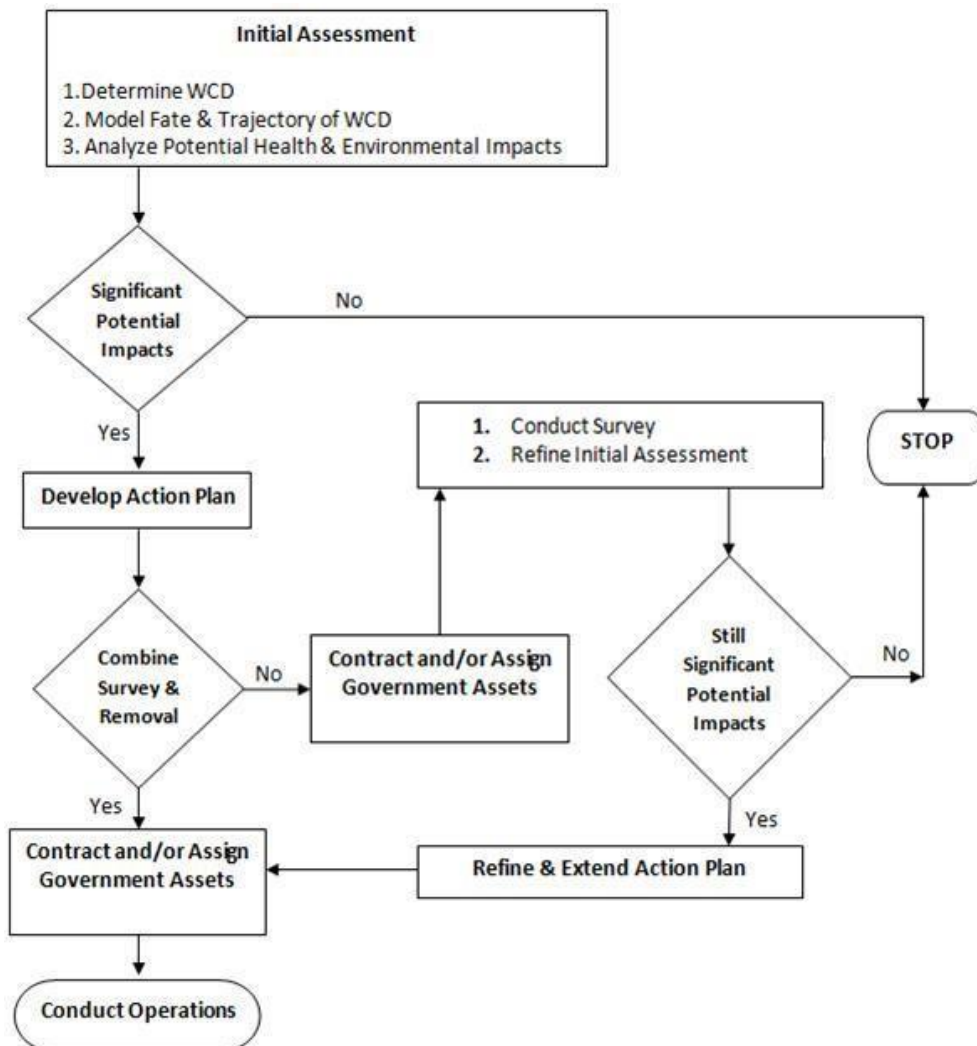 Initial Assessment
1.Determine WCD
2. Model Fate & Trajectory of WCD
3. Analyze Potential Health & Environmental Impacts
Significant
Potential
Impacts
No
Yes
STOP
1. Conduct Survey
2. Refine Initial Assessment
Develop Action Plan
Combine
Survey &
Removal
No
Contract and/or Assign
Government Assets
Still
Significant
Potential
Impacts
No
Yes
Yes
Contract and/or Assign
Government Assets
Refine & Extend Action Plan
Conduct Operations